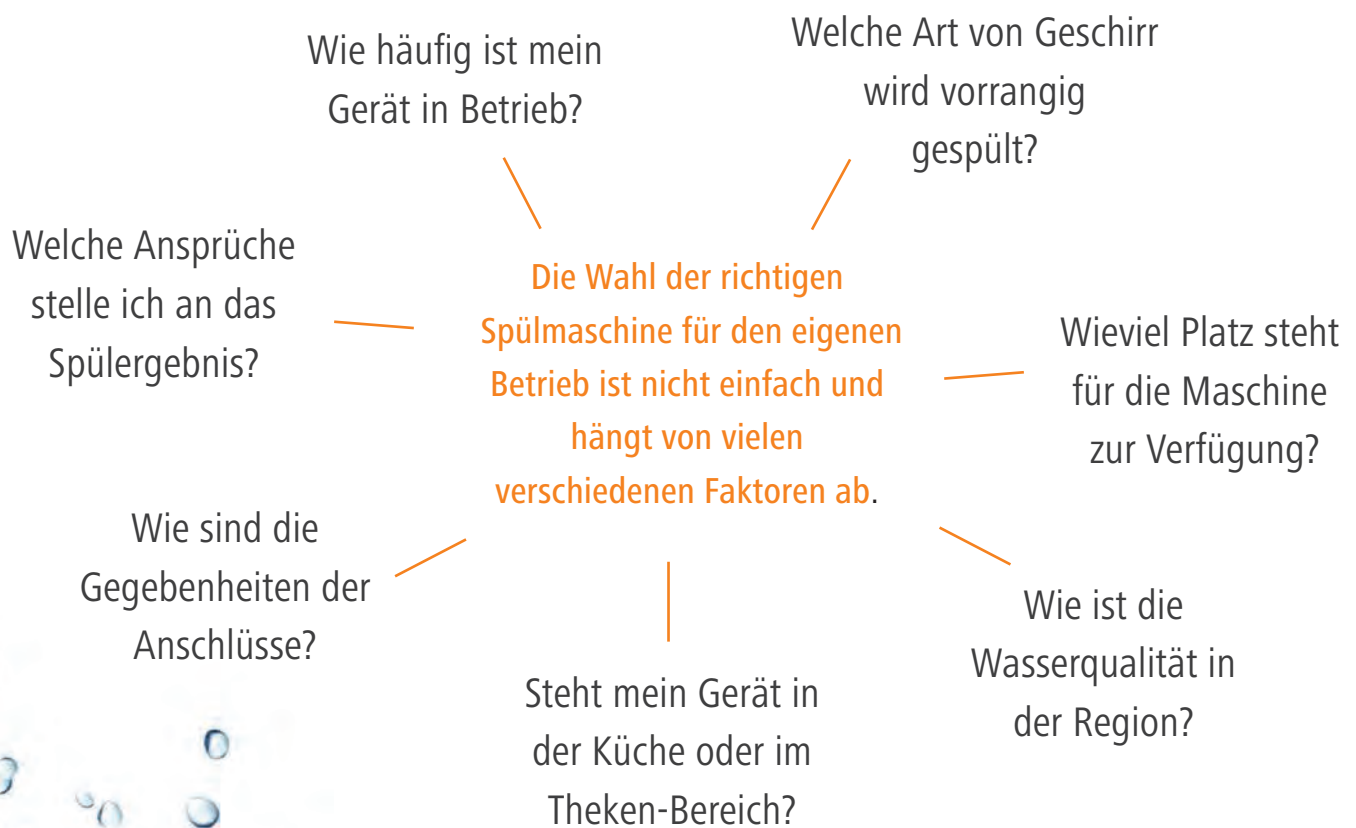 Wie häufig ist mein
Gerät in Betrieb?
Welche Art von Geschirr
wird vorrangig
gespült?
Welche Ansprüche
stelle ich an das
Spülergebnis?
Die Wahl der richtigen
Spülmaschine für den eigenen
Betrieb ist nicht einfach und
hängt von vielen
verschiedenen Faktoren ab.
Wieviel Platz steht
für die Maschine
zur Verfügung?
Wie sind die
Gegebenheiten der
Anschlüsse?
Steht mein Gerät in
der Küche oder im
Theken-Bereich?
Wie ist die
Wasserqualität in
der Region?